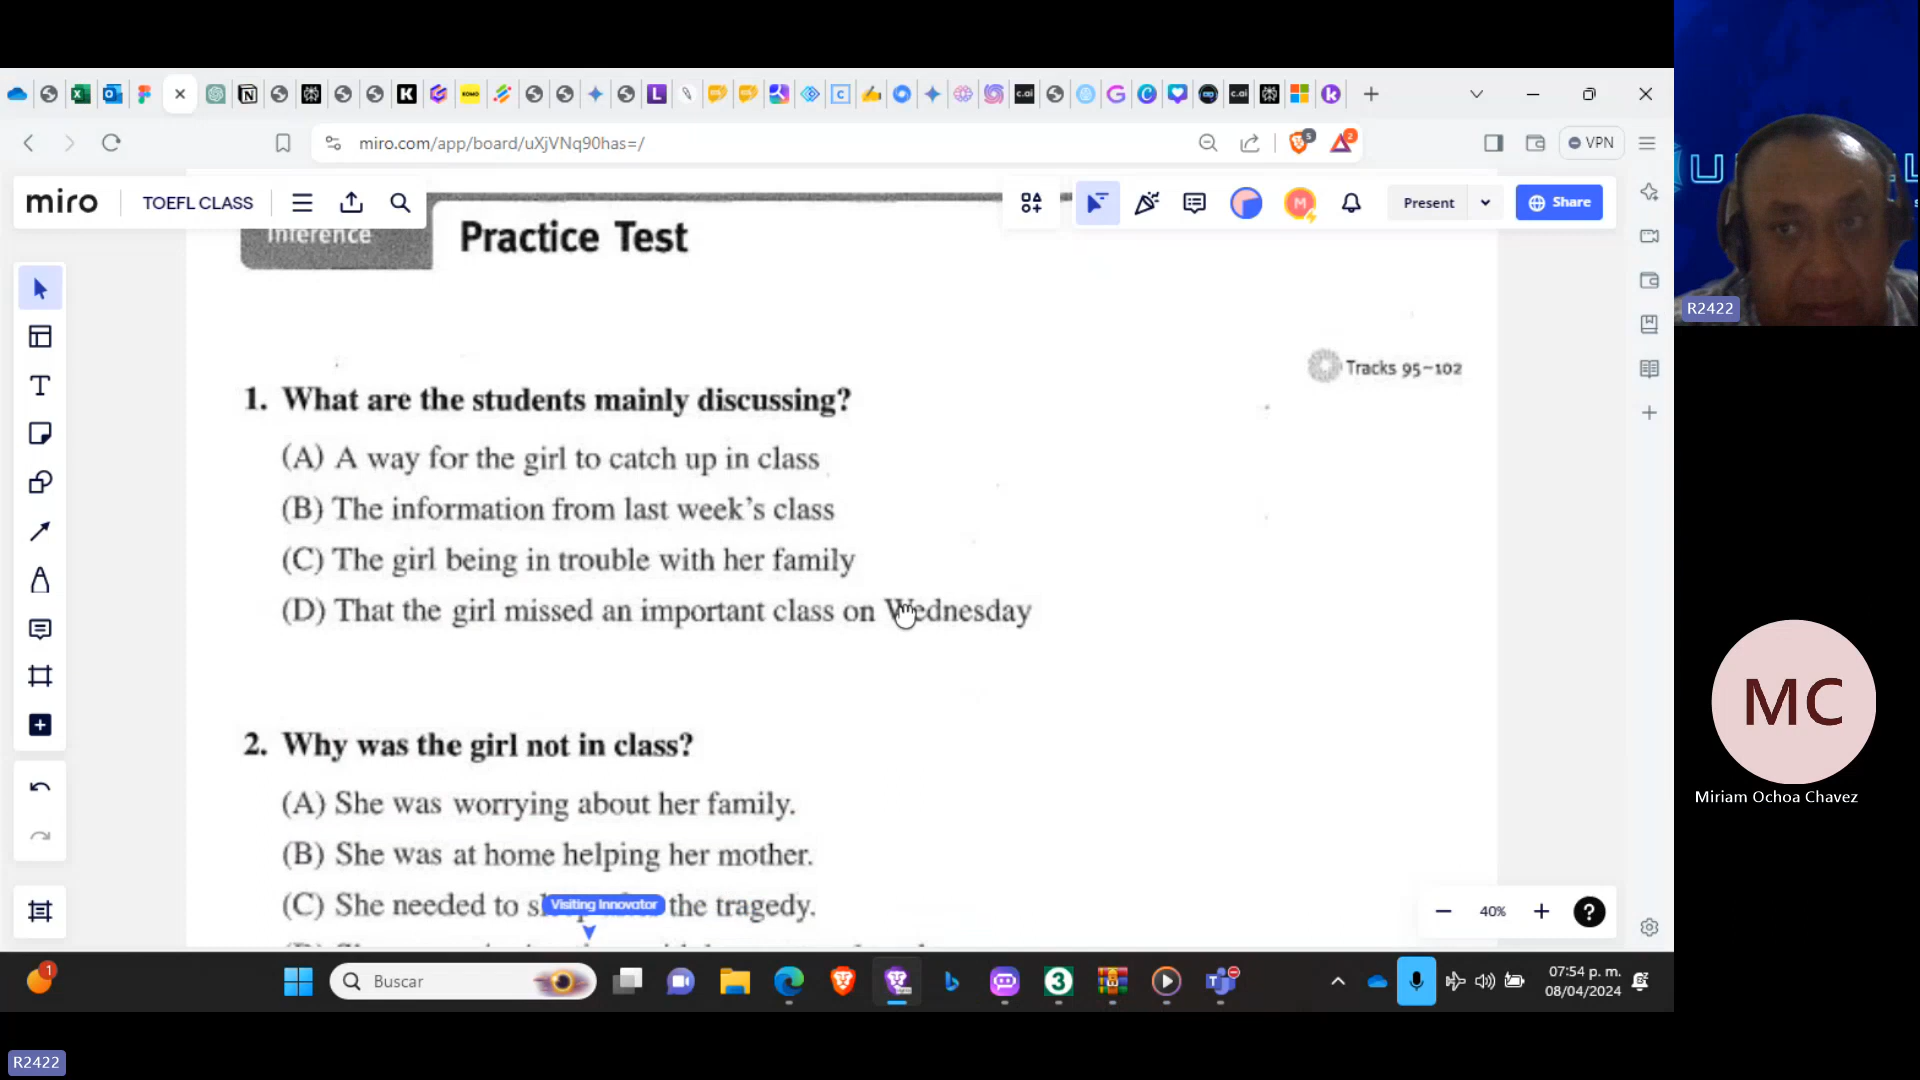 miro.com/app/board/uXjVNq90has=/
VPN
miro
TOEFL CLASS
Present
Share
Inference
Practice Test
Tracks 95-102
1. What are the students mainly discussing?
(A) A way for the girl to catch up in class
(B) The information from last week's class
(C) The girl being in trouble with her family
(D) That the girl missed an important class on Wednesday
2. Why was the girl not in class?
(A) She was worrying about her family.
(B) She was at home helping her mother.
(C) She needed to the tragedy.
Visiting Innovator
40%
Buscar
07:54 p. m.
08/04/2024
R2422
MC
Miriam Ochoa Chavez
R2422